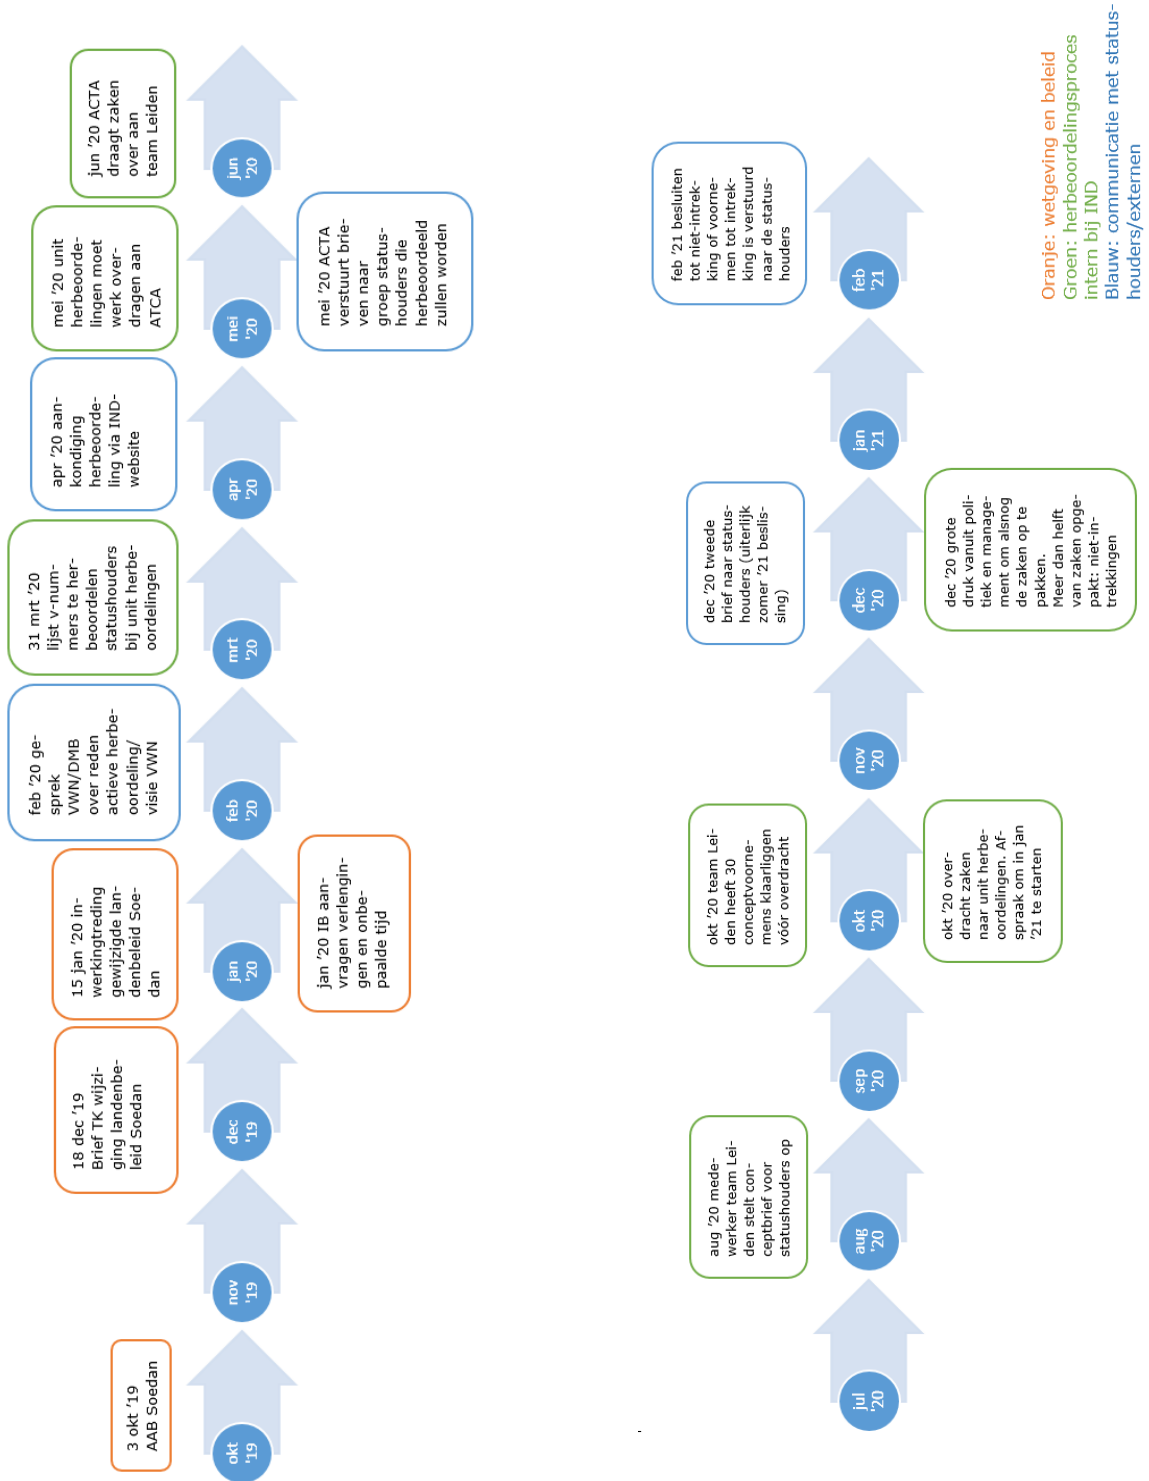 3 okt ’19
AAB Soedan
18 dec ’19
Brief TK wijzi-
ging landenbe-
leid Soedan
15 jan ’20 in-
werkingtreding
gewijzigde lan-
denbeleid Soe-
dan
feb ’20 ge-
sprek
VWN/DMB
over reden
actieve herbe-
oordeling/
visie VWN
31 mrt ’20
lijst v-num-
mers te her-
beoordelen
statushouders
bij unit herbe-
oordelingen
apr ’20 aan-
kondiging
herbeoorde-
ling via IND-
website
mei ’20 unit
herbeoorde-
lingen moet
werk over-
dragen aan
ATCA
jun ’20 ACTA
draagt zaken
over aan
team Leiden
okt
'19
nov
'19
dec
'19
jan
'20
feb
'20
mrt
'20
apr
'20
mei
'20
jun
'20
jan ’20 IB aan-
vragen verlengin-
gen en onbe-
paalde tijd
mei ’20 ACTA
verstuurt brie-
ven naar
groep status-
houders die
herbeoordeeld
zullen worden
aug ’20 mede-
werker team Lei-
den stelt con-
ceptbrief voor
statushouders op
okt ’20 team Lei-
den heeft 30
conceptvoorne-
mens klaarliggen
vóór overdracht
dec ’20 tweede
brief naar status-
houders (uiterlijk
zomer ’21 beslis-
sing)
feb ’21 besluiten
tot niet-intrek-
king of voorne-
men tot intrek-
king is verstuurd
naar de status-
houders
jul
'20
aug
'20
sep
'20
okt
'20
nov
'20
dec
'20
jan
'21
feb
'21
okt ’20 over-
dracht zaken
naar unit herbe-
oordelingen. Af-
spraak om in jan
’21 te starten
dec ’20 grote
druk vanuit poli-
tiek en manage-
ment om alsnog
de zaken op te
pakken.
Meer dan helft
van zaken opge-
pakt: niet-in-
trekkingen
Oranje: wetgeving en beleid
Groen: herbeoordelingsproces
intern bij IND
Blauw: communicatie met status-
houders/externen